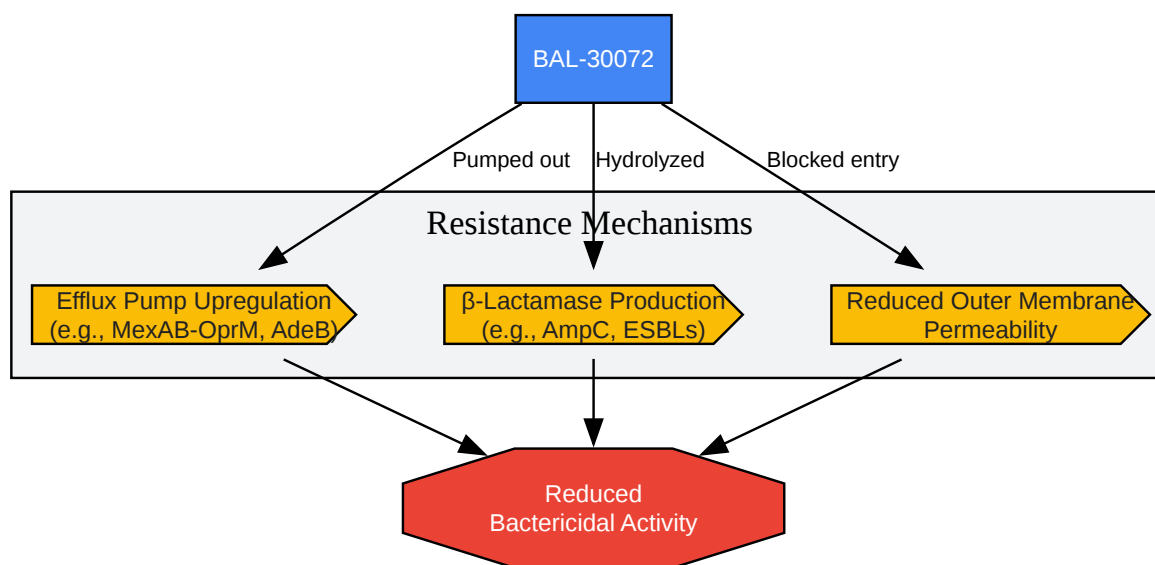 BAL-30072
Pumped out
Hydrolyzed
Blocked entry
Resistance Mechanisms
Efflux Pump Upregulation
(e.g., MexAB-OprM, AdeB)
β-Lactamase Production
(e.g., AmpC, ESBLs)
Reduced Outer Membrane
Permeability
Reduced
Bactericidal Activity